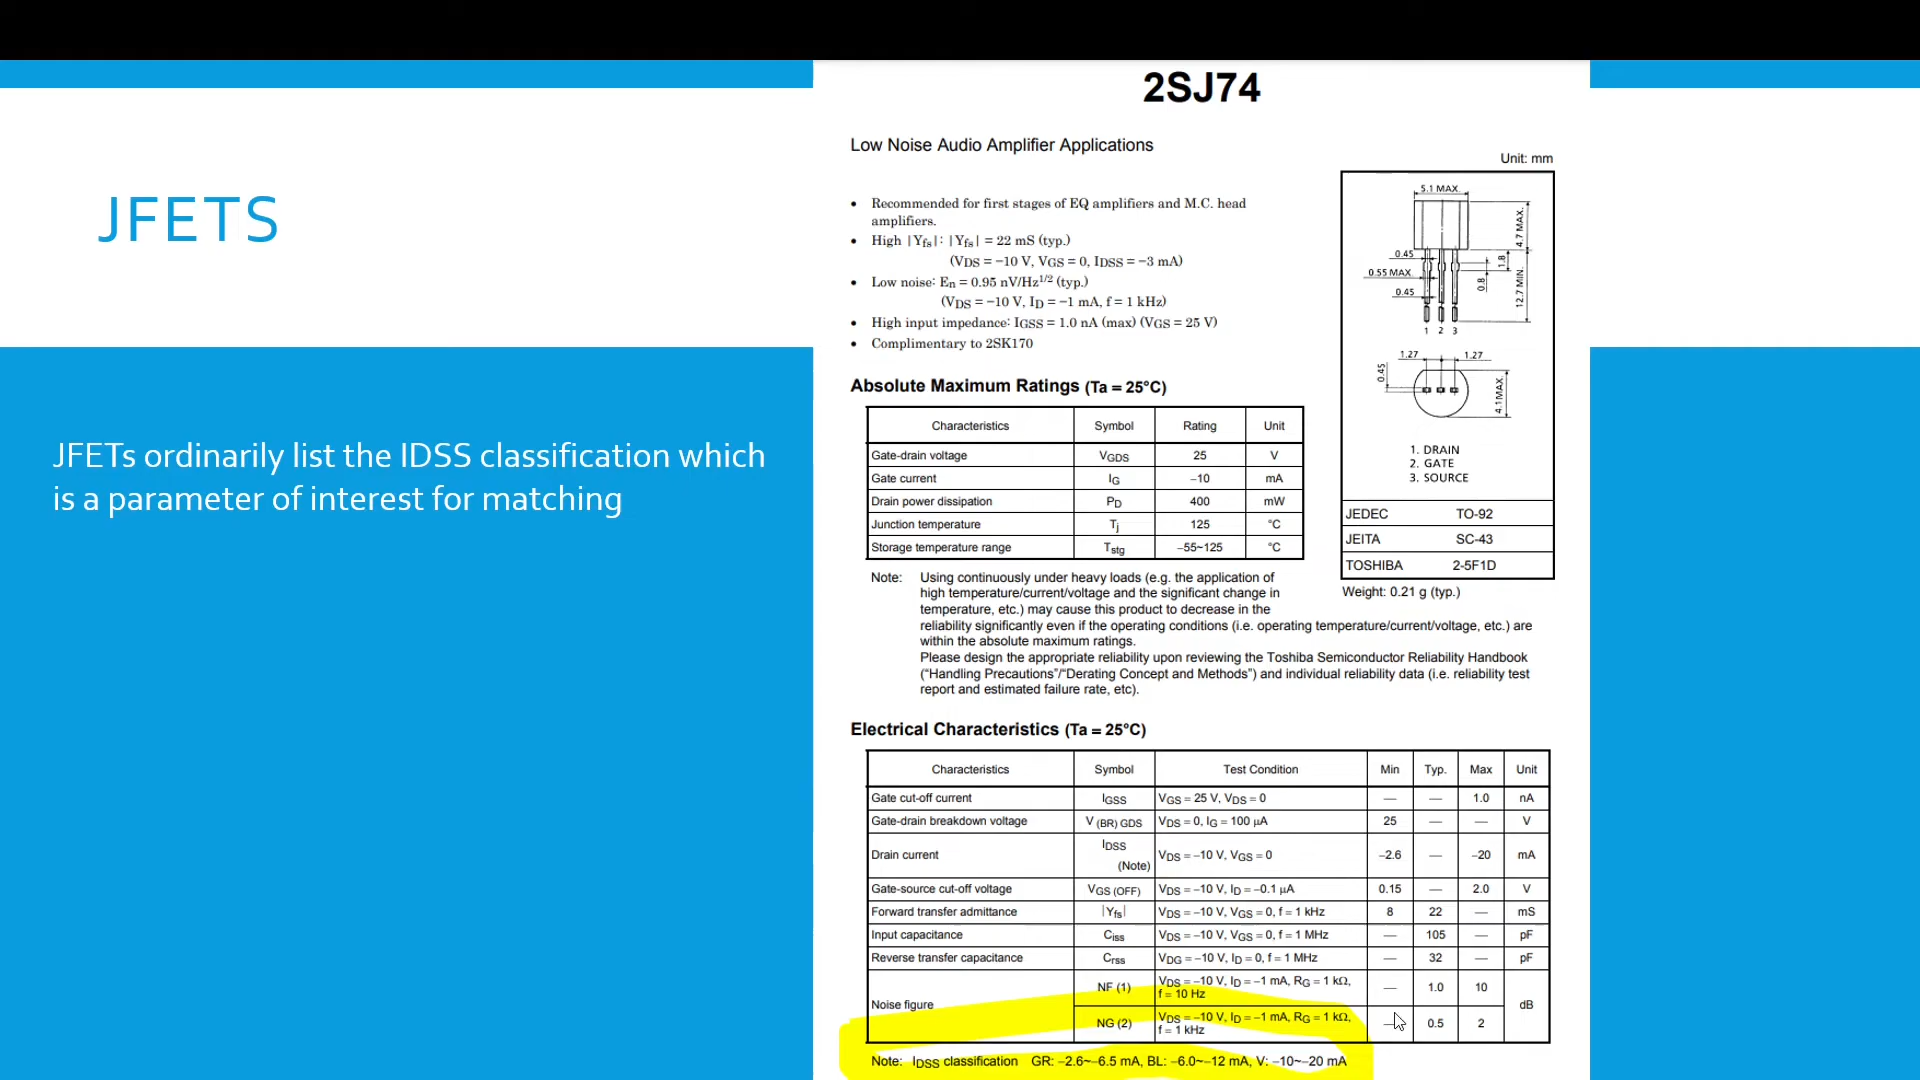 JFETS
JFETs ordinarily list the IDSS classification which
is a parameter of interest for matching
2SJ74
Low Noise Audio Amplifier Applications
Unit: mm
• Recommended for first stages of EQ amplifiers and M.C. head
amplifiers.
• High |Yfs|: |Yfs| = 22 mS (typ.)
(VDS = −10 V, VGS = 0, IDSS = −3 mA)
• Low noise: En = 0.95 nV/Hz1/2 (typ.)
(VDS = −10 V, ID = −1 mA, f = 1 kHz)
• High input impedance: IGSS = 1.0 nA (max) (VGS = 25 V)
• Complimentary to 2SK170
5.1 MAX.
4.7 MAX.
0.45
0.55 MAX.
1.8
0.8
0.45
12.7 MIN.
1 2 3
1.27 1.27
0.45
4.1 MAX.
1. DRAIN
2. GATE
3. SOURCE
JEDEC TO-92
JEITA SC-43
TOSHIBA 2-5F1D
Weight: 0.21 g (typ.)
Absolute Maximum Ratings (Ta = 25°C)
Characteristics Symbol Rating Unit
Gate-drain voltage VGDS 25 V
Gate current IG −10 mA
Drain power dissipation PD 400 mW
Junction temperature Tj 125 °C
Storage temperature range Tstg −55~125 °C
Note: Using continuously under heavy loads (e.g. the application of
high temperature/current/voltage and the significant change in
temperature, etc.) may cause this product to decrease in the
reliability significantly even if the operating conditions (i.e. operating temperature/current/voltage, etc.) are
within the absolute maximum ratings.
Please design the appropriate reliability upon reviewing the Toshiba Semiconductor Reliability Handbook
(“Handling Precautions”/“Derating Concept and Methods”) and individual reliability data (i.e. reliability test
report and estimated failure rate, etc).
Electrical Characteristics (Ta = 25°C)
Characteristics Symbol Test Condition Min Typ. Max Unit
Gate cut-off current IGSS VGS = 25 V, VDS = 0 — — 1.0 nA
Gate-drain breakdown voltage V (BR) GDS VDS = 0, IG = 100 μA 25 — — V
Drain current IDSS (Note) VDS = −10 V, VGS = 0 −2.6 — −20 mA
Gate-source cut-off voltage VGS (OFF) VDS = −10 V, ID = −0.1 μA 0.15 — 2.0 V
Forward transfer admittance |Yfs| VDS = −10 V, VGS = 0, f = 1 kHz 8 22 — mS
Input capacitance Ciss VDS = −10 V, VGS = 0, f = 1 MHz — 105 — pF
Reverse transfer capacitance Crss VDG = −10 V, ID = 0, f = 1 MHz — 32 — pF
Noise figure NF (1) VDS = −10 V, ID = −1 mA, RG = 1 kΩ, f = 10 Hz — 1.0 10 dB
NG (2) VDS = −10 V, ID = −1 mA, RG = 1 kΩ, f = 1 kHz — 0.5 2
Note: IDSS classification GR: −2.6~−6.5 mA, BL: −6.0~−12 mA, V: −10~−20 mA